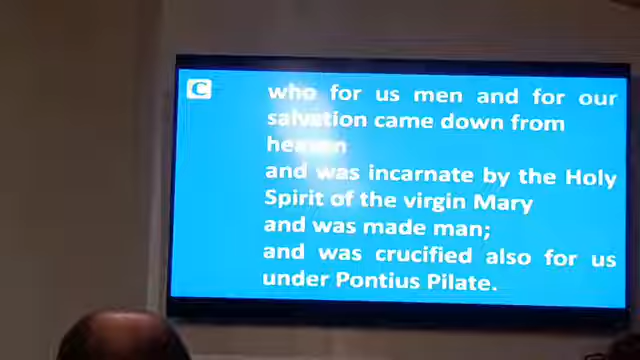 C
who for us men and for our
salvation came down from
heaven
and was incarnate by the Holy
Spirit of the virgin Mary
and was made man;
and was crucified also for us
under Pontius Pilate.